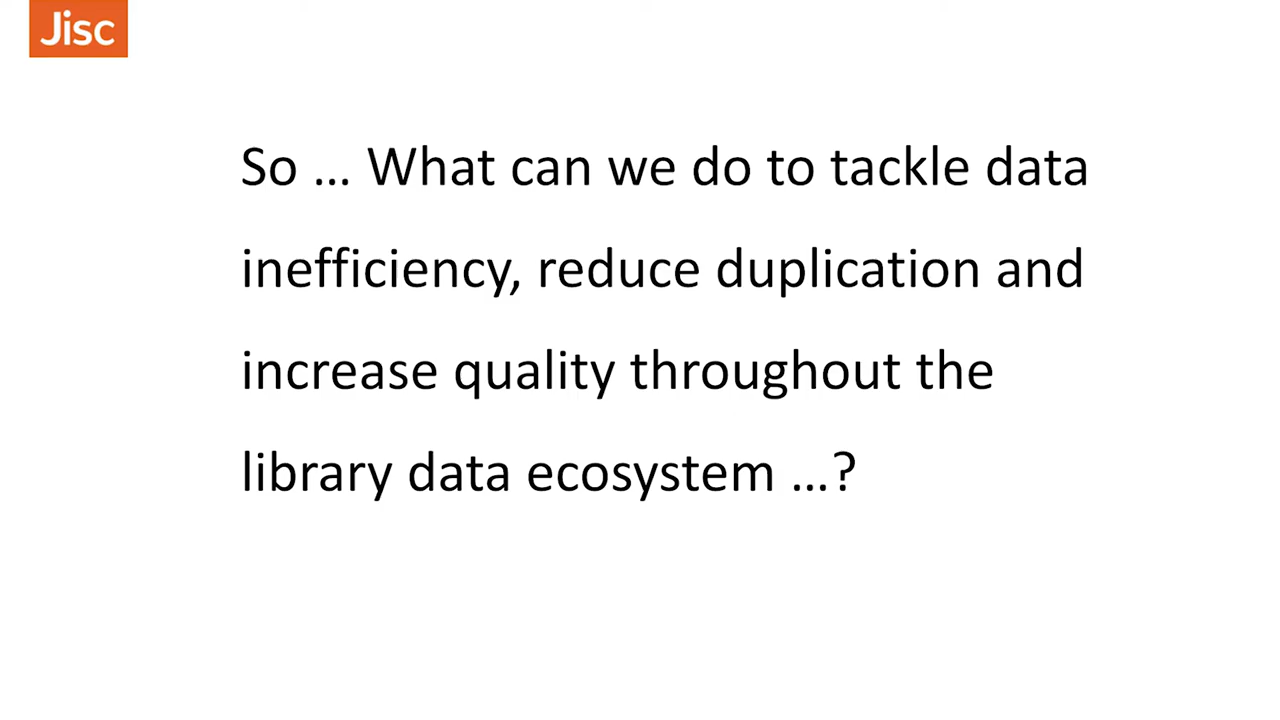 Jisc
So ... What can we do to tackle data
inefficiency, reduce duplication and
increase quality throughout the
library data ecosystem ...?